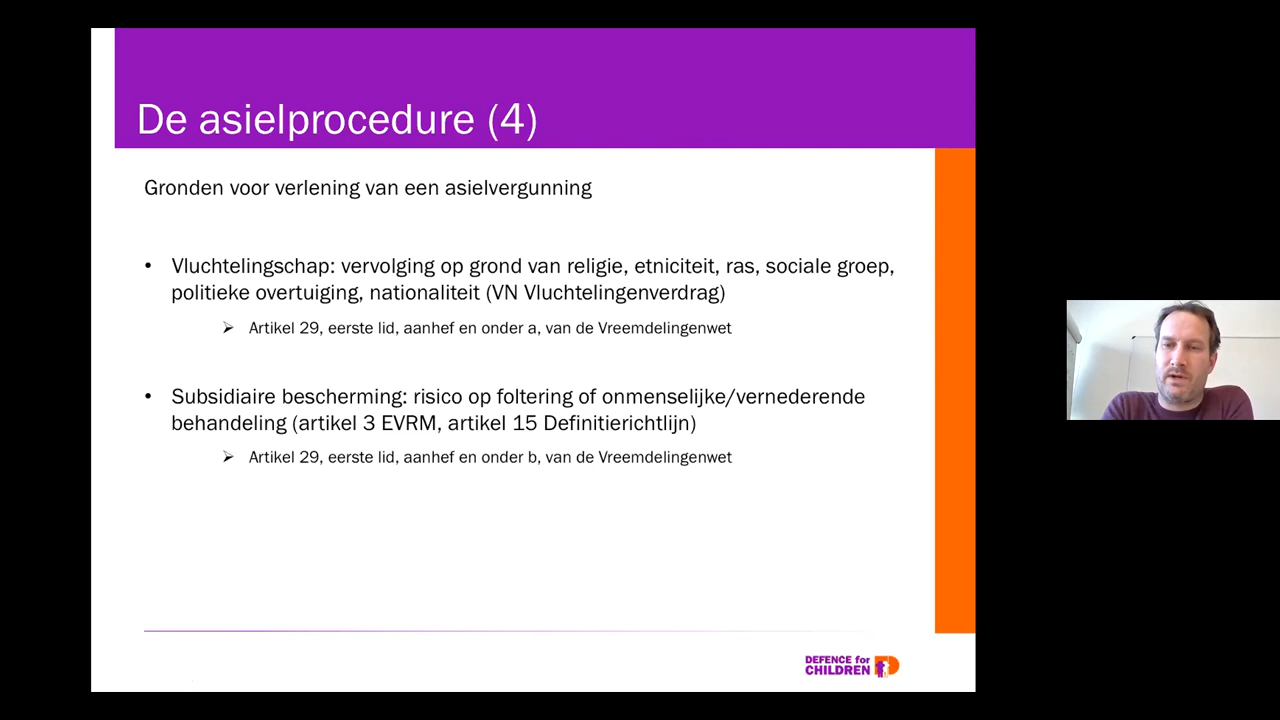 De asielprocedure (4)
Gronden voor verlening van een asielvergunning
• Vluchtelingschap: vervolging op grond van religie, etniciteit, ras, sociale groep,
politieke overtuiging, nationaliteit (VN Vluchtelingenverdrag)
➢ Artikel 29, eerste lid, aanhef en onder a, van de Vreemdelingenwet
• Subsidiaire bescherming: risico op foltering of onmenselijke/vernederende
behandeling (artikel 3 EVRM, artikel 15 Definitierichtlijn)
➢ Artikel 29, eerste lid, aanhef en onder b, van de Vreemdelingenwet
DEFENCE for
CHILDREN